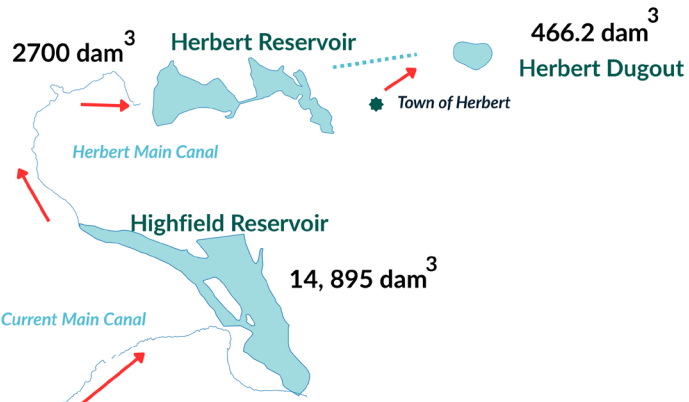 2700 dam³
Herbert Reservoir
466.2 dam³
Herbert Dugout
Town of Herbert
Herbert Main Canal
Highfield Reservoir
14, 895 dam³
Current Main Canal